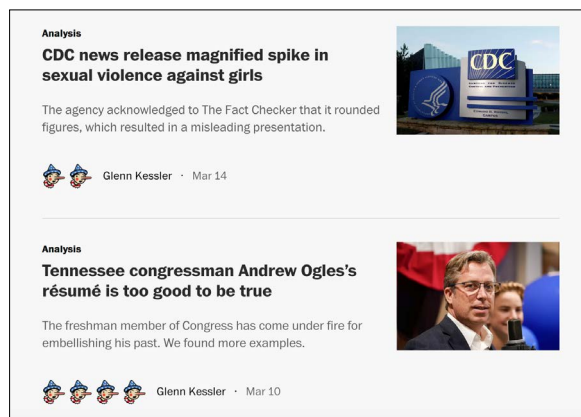 Analysis
CDC news release magnified spike in
sexual violence against girls
The agency acknowledged to The Fact Checker that it rounded
figures, which resulted in a misleading presentation.
Glenn Kessler · Mar 14
CDC
Analysis
Tennessee congressman Andrew Ogles’s
résumé is too good to be true
The freshman member of Congress has come under fire for
embellishing his past. We found more examples.
Glenn Kessler · Mar 10